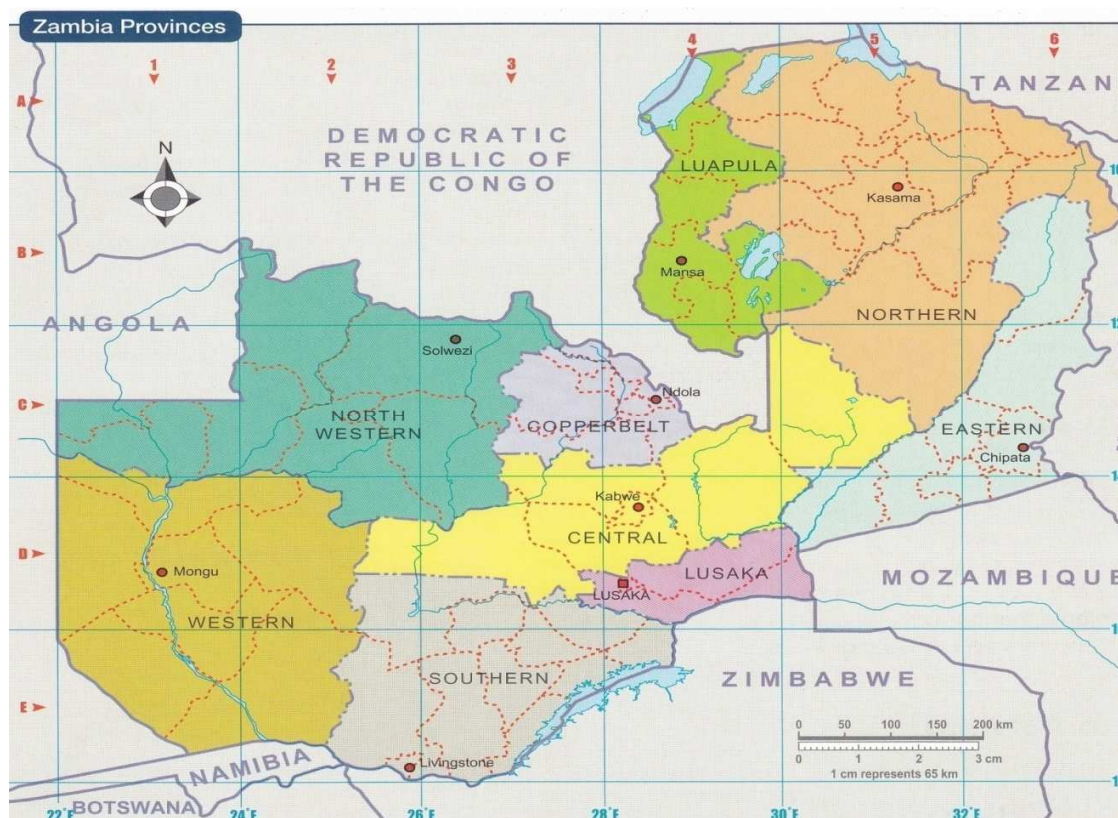 Zambia Provinces
1
2
3
4
5
6
A
B
C
D
E
N
TANZAN
DEMOCRATIC
REPUBLIC OF
THE CONGO
LUAPULA
Kasama
Mansa
ANGOLA
NORTHERN
Solwezi
Ndola
NORTH
WESTERN
COPPERBELT
EASTERN
Chipata
Kabwe
CENTRAL
Mongu
LUSAKA
LUSAKA
MOZAMBIQUE
WESTERN
SOUTHERN
ZIMBABWE
Livingstone
NAMIBIA
BOTSWANA
0 50 100 150 200 km
0 1 2 3 cm
1 cm represents 65 km
22°E 24°E 26°E 28°E 30°E 32°E